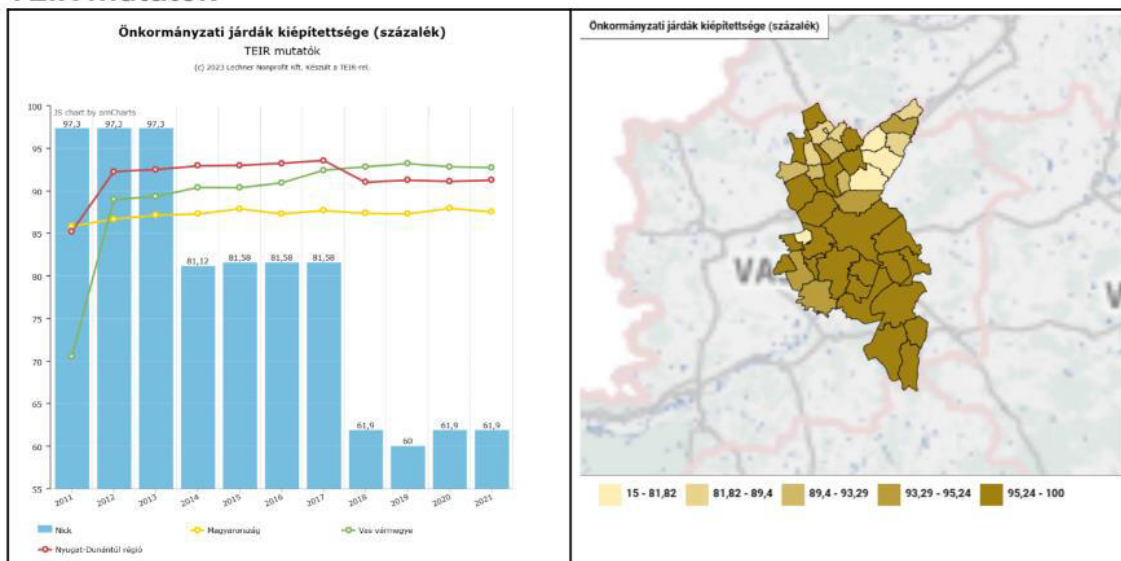 Önkormányzati járdák kiépítettsége (százalék)
TEIR mutatók
(c) 2023 Lechner Nonprofit Kft. Készült a TEIR-rel.
JS chart by amCharts
100
95
90
85
80
75
70
65
60
55
97,3
97,3
97,3
81,12
81,58
81,58
81,58
61,9
60
61,9
61,9
2011
2012
2013
2014
2015
2016
2017
2018
2019
2020
2021
Nick
Magyarország
Vas vármegye
Nyugat-Dunántúl régió
Önkormányzati járdák kiépítettsége (százalék)
VAS
V
15 - 81,82
81,82 - 89,4
89,4 - 93,29
93,29 - 95,24
95,24 - 100